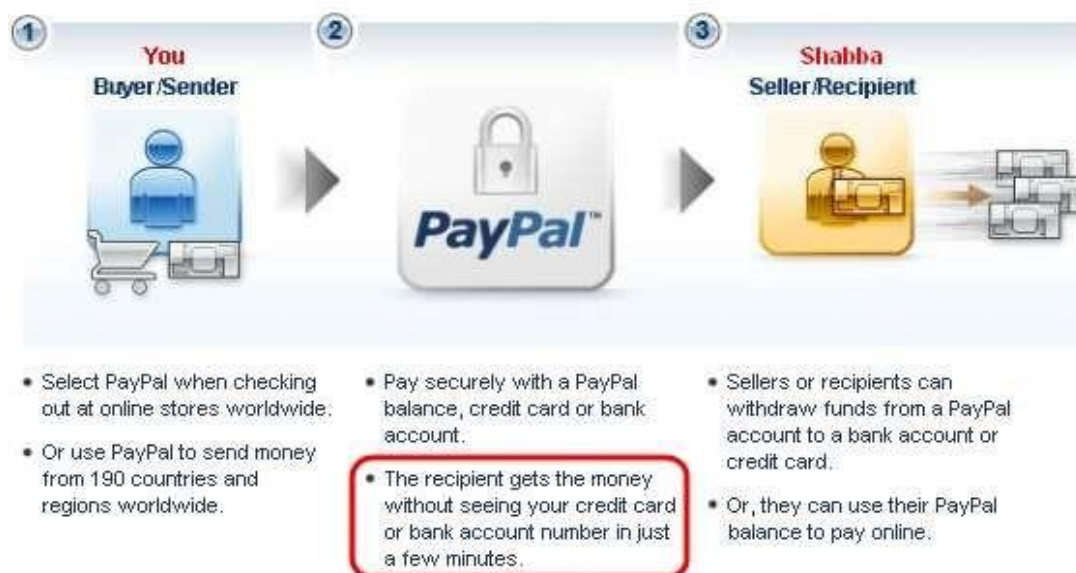 1
You
Buyer/Sender
2
PayPal™
3
Shabba
Seller/Recipient
• Select PayPal when checking
out at online stores worldwide.
• Or use PayPal to send money
from 190 countries and
regions worldwide.
• Pay securely with a PayPal
balance, credit card or bank
account.
• The recipient gets the money
without seeing your credit card
or bank account number in just
a few minutes.
• Sellers or recipients can
withdraw funds from a PayPal
account to a bank account or
credit card.
• Or, they can use their PayPal
balance to pay online.